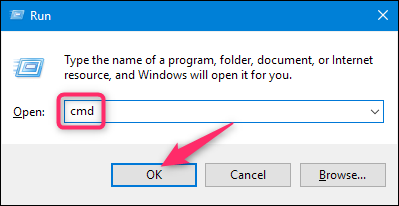 Run
Type the name of a program, folder, document, or Internet
resource, and Windows will open it for you.
Open: cmd
OK Cancel Browse...